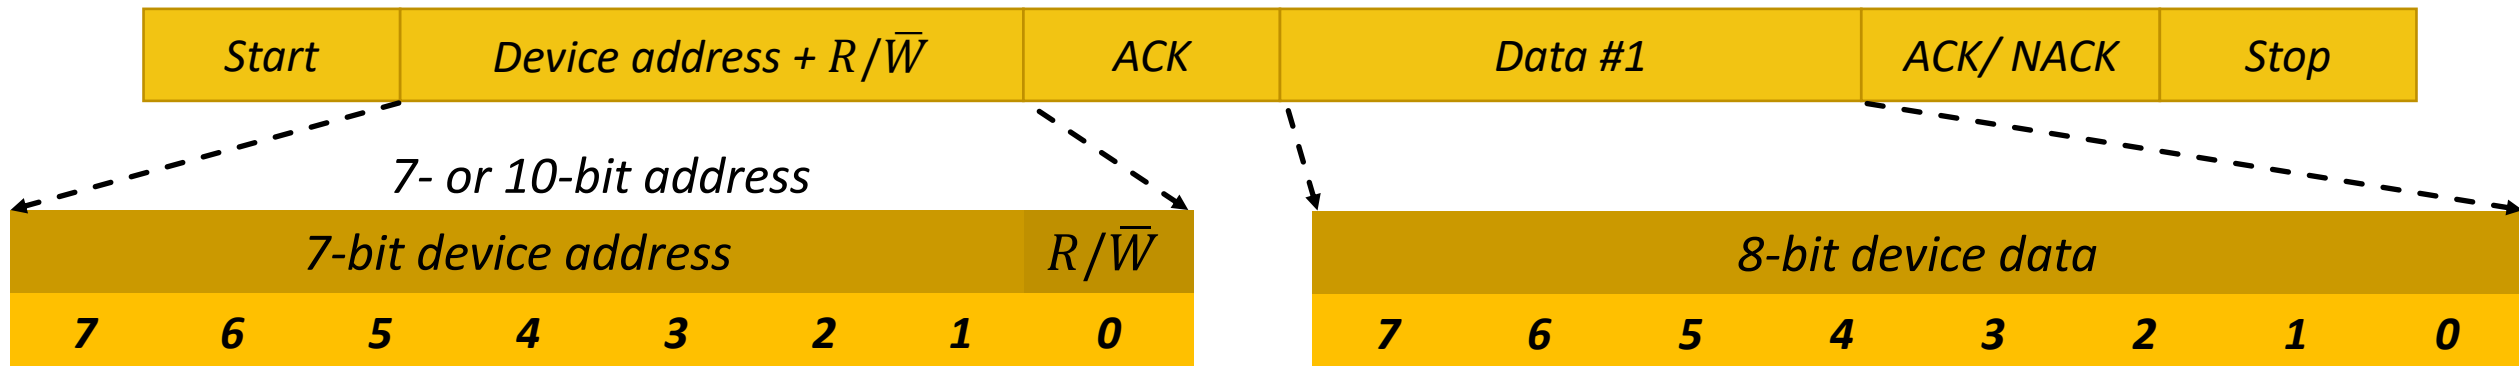 Start Device address + R/W̅ ACK Data #1 ACK/ NACK Stop
7- or 10-bit address
7-bit device address R/W̅ 8-bit device data
7 6 5 4 3 2 1 0 7 6 5 4 3 2 1 0